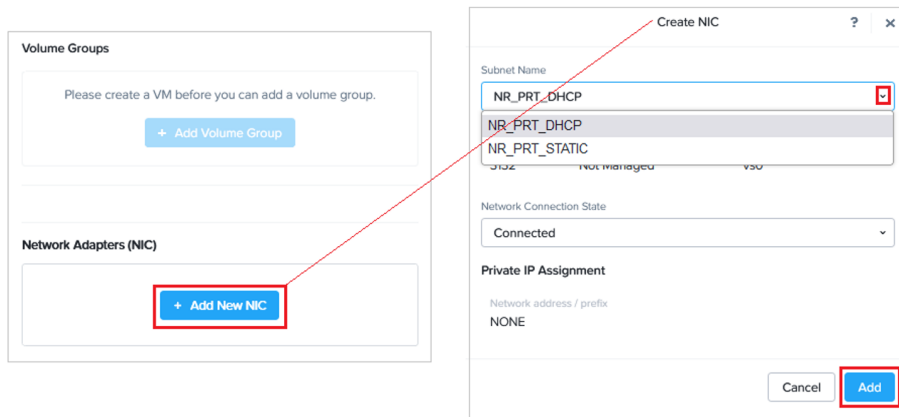 Volume Groups
Please create a VM before you can add a volume group.
+ Add Volume Group
Network Adapters (NIC)
+ Add New NIC
Create NIC
?
×
Subnet Name
NR_PRT_DHCP
NR_PRT_DHCP
NR_PRT_STATIC
3132 Not Managed vs0
Network Connection State
Connected
Private IP Assignment
Network address / prefix
NONE
Cancel
Add